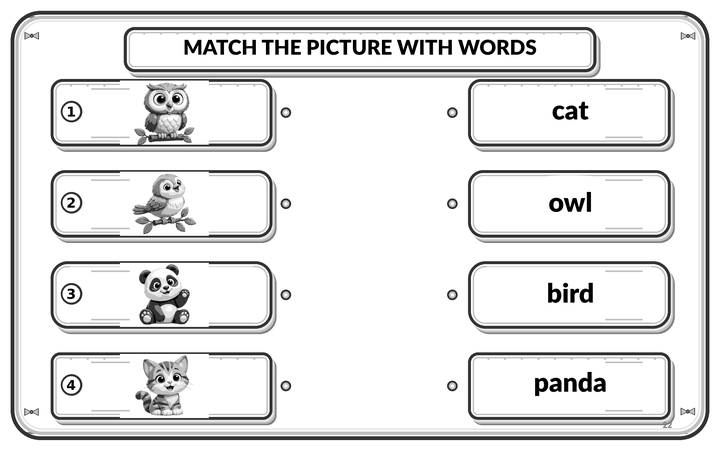 MATCH THE PICTURE WITH WORDS
1
cat
2
owl
3
bird
4
panda
22